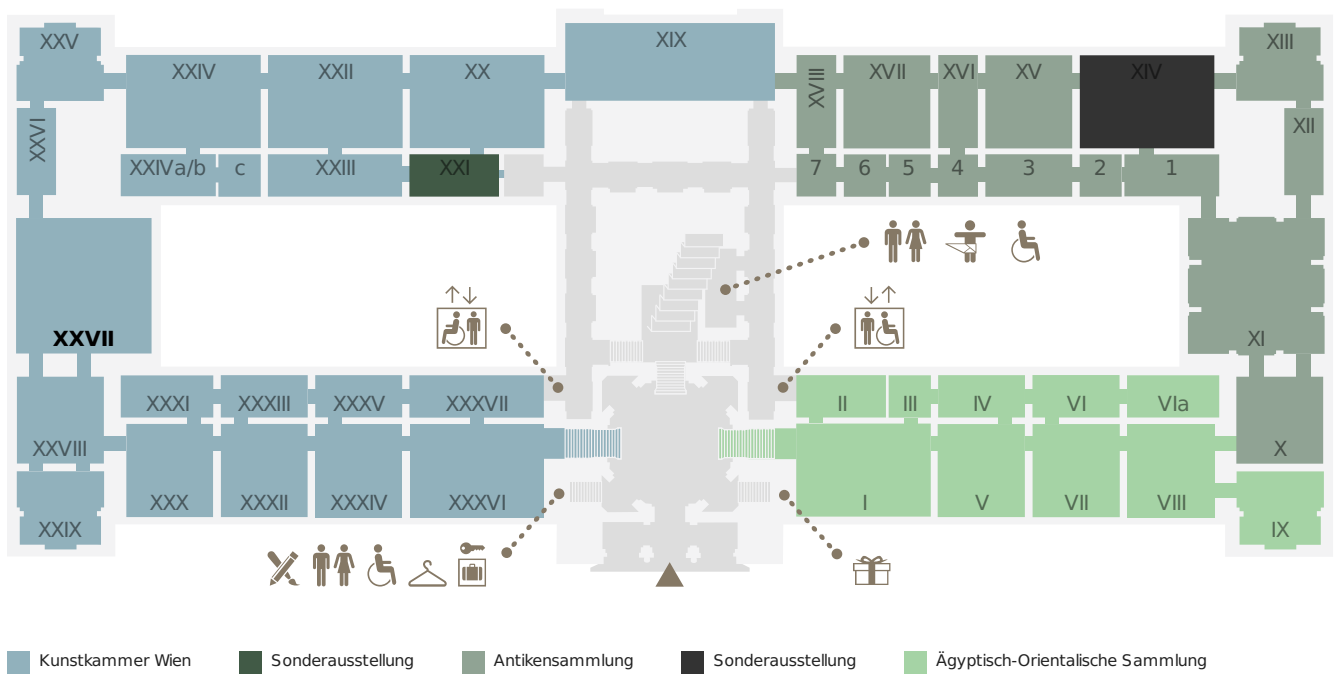 XXV
XXIV
XXII
XX
XIX
XVIII
XVII
XVI
XV
XIV
XIII
XXVI
XII
XXIVa/b
c
XXIII
XXI
7
6
5
4
3
2
1
XXVII
XI
XXXI
XXXIII
XXXV
XXXVII
II
III
IV
VI
VIa
XXVIII
X
XXX
XXXII
XXXIV
XXXVI
I
V
VII
VIII
XXIX
IX
Kunstkammer Wien
Sonderausstellung
Antikensammlung
Sonderausstellung
Ägyptisch-Orientalische Sammlung